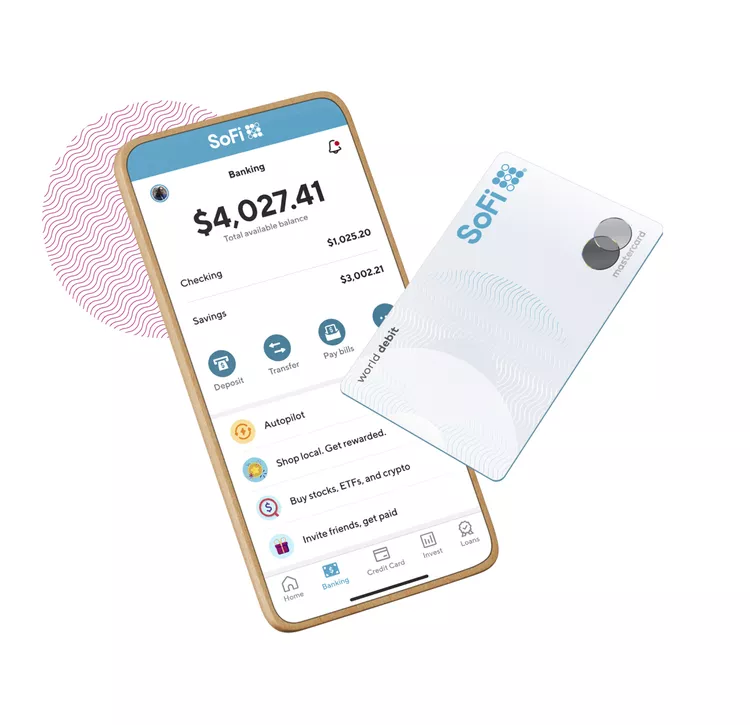 SoFi
Banking
$4,027.41
Total available balance
Checking
$1,025.20
Savings
$3,002.21
Deposit
Transfer
Pay bills
Autopilot
Shop local. Get rewarded.
Buy stocks, ETFs, and crypto
Invite friends, get paid
Home
Banking
Credit Card
Invest
Loans
SoFi
mastercard
world debit